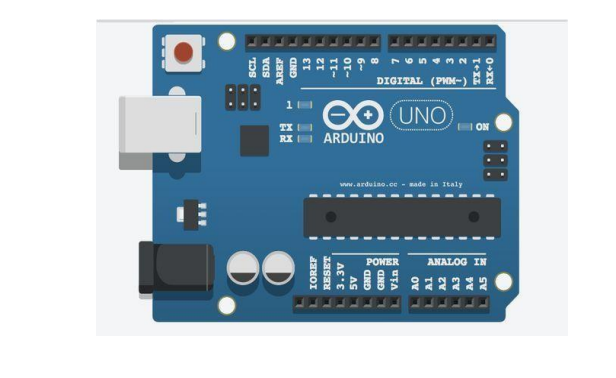 SCL
SDA
AREF
GND
13
12
~11
~10
~9
8
7
6
5
4
3
2
TX→1
RX←0
DIGITAL (PWM~)
1
TX
RX
UNO
ARDUINO
ON
www.arduino.cc - made in Italy
POWER
ANALOG IN
IOREF
RESET
3.3V
5V
GND
GND
Vin
A0
A1
A2
A3
A4
A5